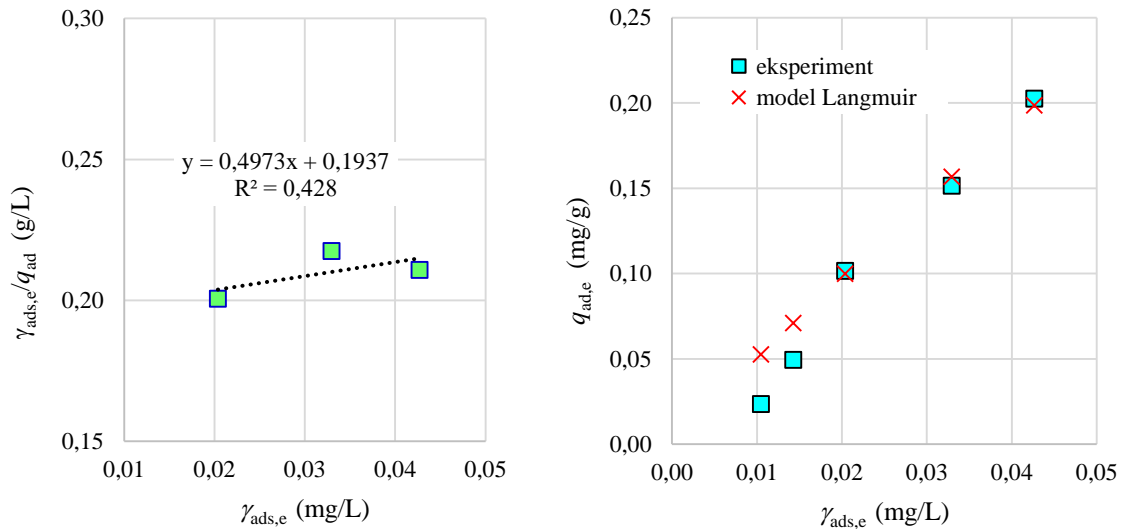 0,30
0,25
0,20
0,15
γads,e/qad (g/L)
y = 0,4973x + 0,1937
R² = 0,428
0,01 0,02 0,03 0,04 0,05
γads,e (mg/L)
0,25
0,20
0,15
0,10
0,05
0,00
qad,e (mg/g)
eksperiment
model Langmuir
0,00 0,01 0,02 0,03 0,04 0,05
γads,e (mg/L)